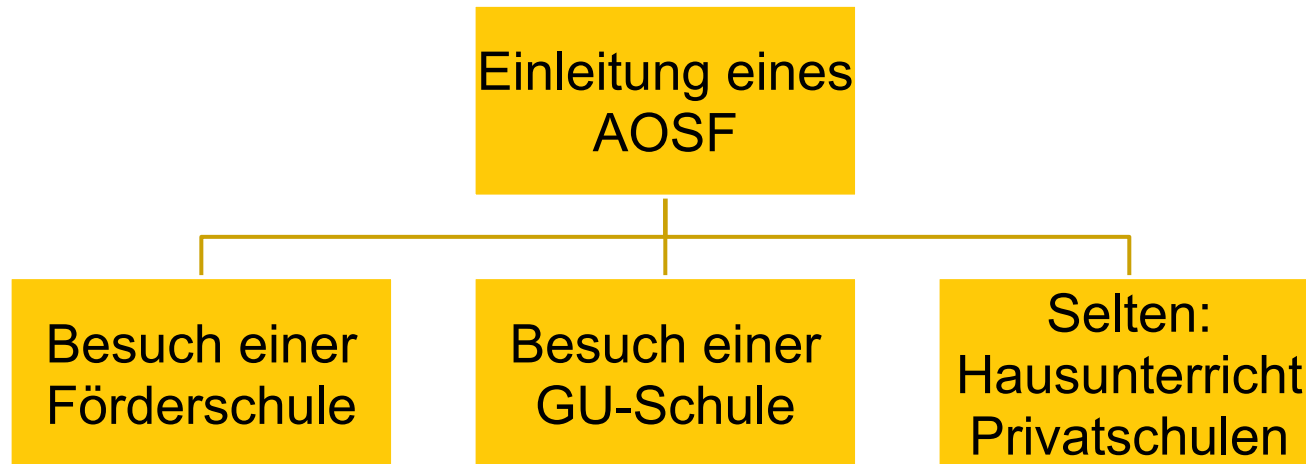 Einleitung eines
AOSF
Besuch einer
Förderschule
Besuch einer
GU-Schule
Selten:
Hausunterricht
Privatschulen